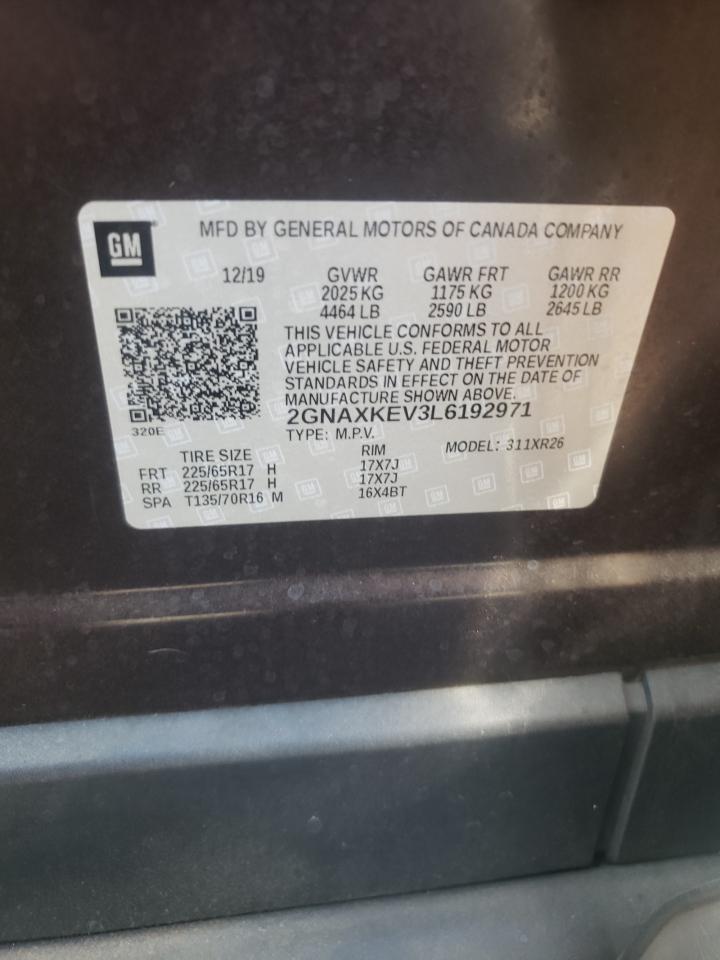 GM
MFD BY GENERAL MOTORS OF CANADA COMPANY
12/19 GVWR GAWR FRT GAWR RR
2025 KG 1175 KG 1200 KG
4464 LB 2590 LB 2645 LB
THIS VEHICLE CONFORMS TO ALL
APPLICABLE U.S. FEDERAL MOTOR
VEHICLE SAFETY AND THEFT PREVENTION
STANDARDS IN EFFECT ON THE DATE OF
MANUFACTURE SHOWN ABOVE.
2GNAXKEV3L6192971
320E
TYPE: M.P.V. MODEL: 311XR26
TIRE SIZE RIM
FRT 225/65R17 H 17X7J
RR 225/65R17 H 17X7J
SPA T135/70R16 M 16X4BT